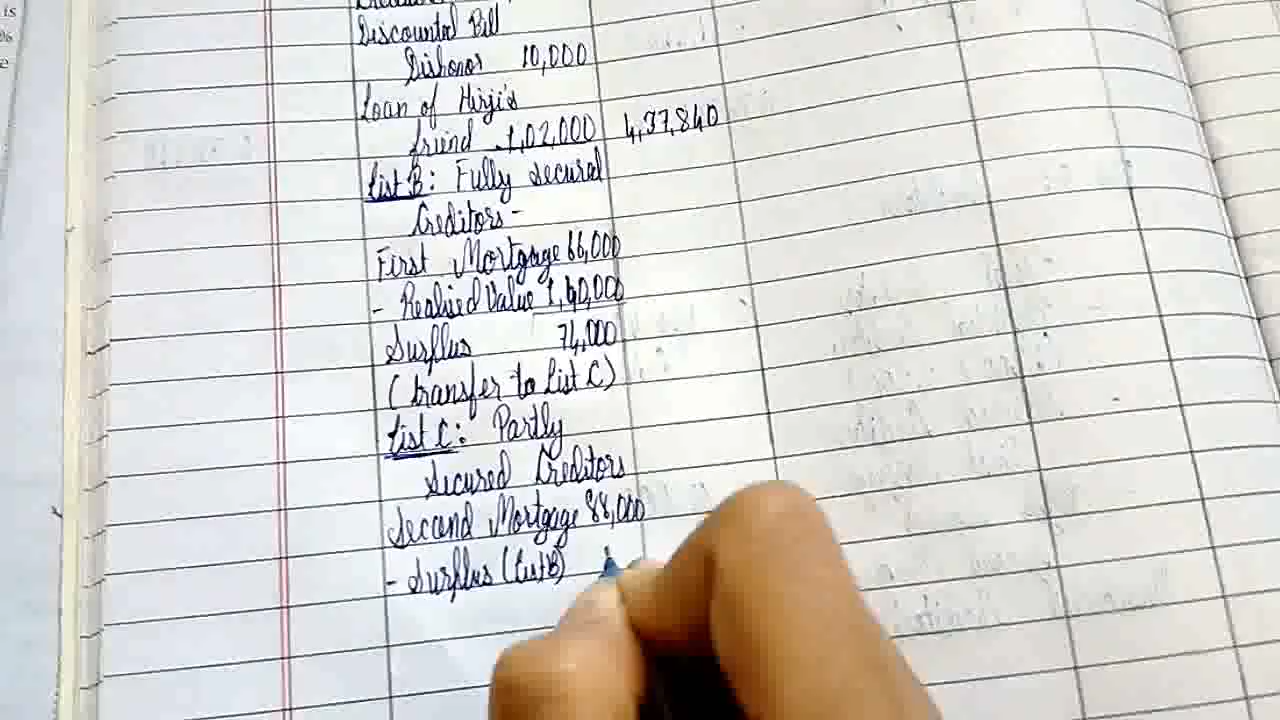 is
Discounted Bill
Dishonor 10,000
Loan of Hirji's
friend 1,02,000 4,37,840
List B: Fully secured
Creditors -
First Mortgage 66,000
- Realised Value 1,40,000
Surplus 74,000
(transfer to List C)
List C: Partly
Secured Creditors
Second Mortgage 88,000
- Surplus (List B)